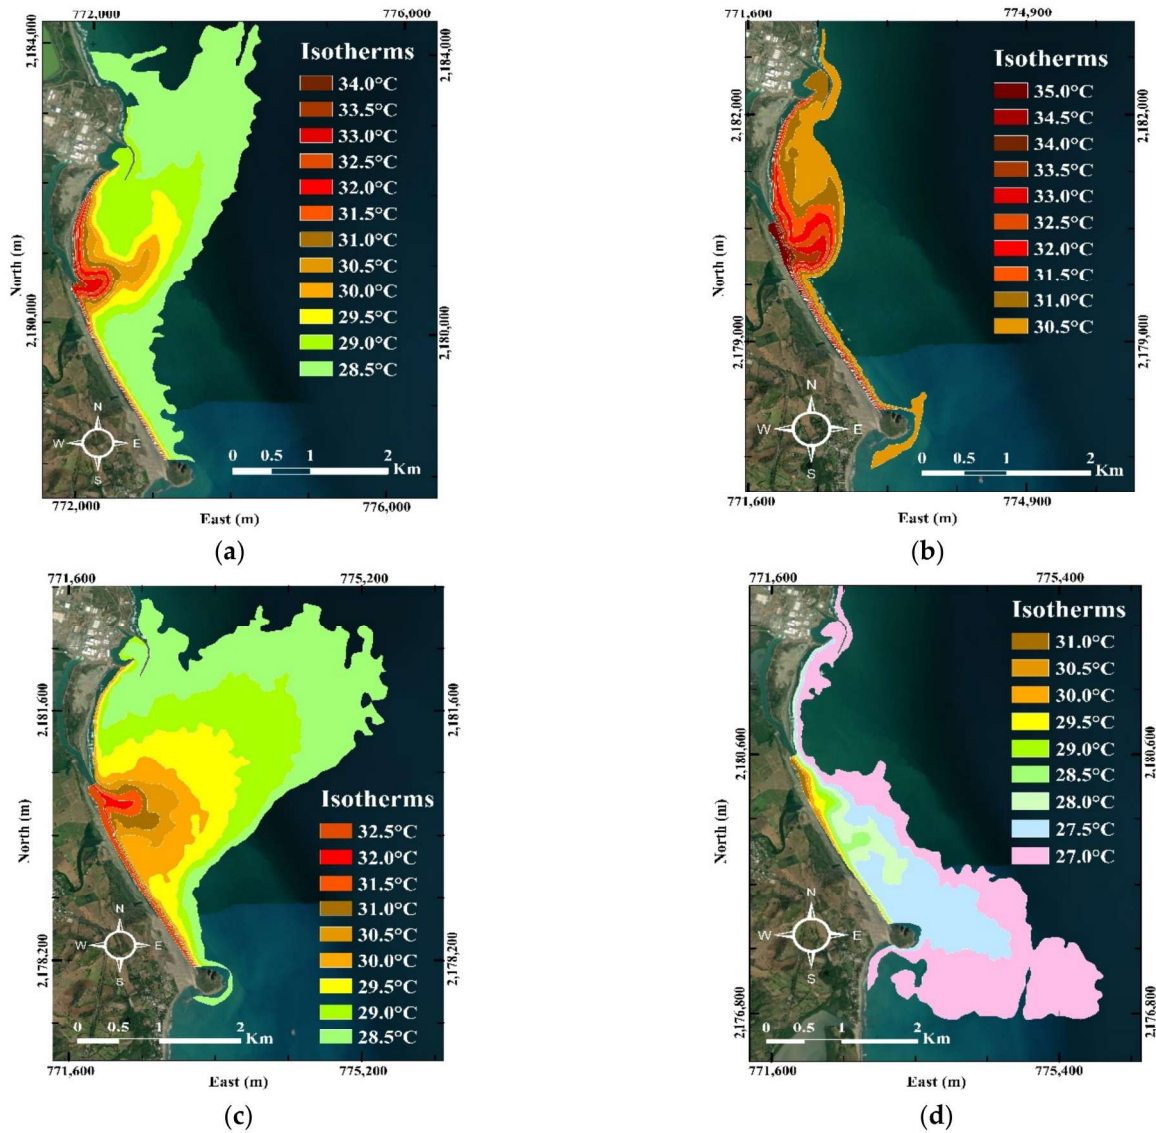 772,000
776,000
2,184,000
2,184,000
Isotherms
34.0°C
33.5°C
33.0°C
32.5°C
32.0°C
31.5°C
31.0°C
30.5°C
30.0°C
29.5°C
29.0°C
28.5°C
North (m)
2,180,000
2,180,000
N
W E
S
0 0.5 1 2
Km
772,000
776,000
East (m)
(a)
771,600
774,900
Isotherms
35.0°C
34.5°C
34.0°C
33.5°C
33.0°C
32.5°C
32.0°C
31.5°C
31.0°C
30.5°C
2,182,000
2,182,000
North (m)
2,179,000
2,179,000
N
W E
S
0 0.5 1 2
Km
771,600
774,900
East (m)
(b)
771,600
775,200
2,181,600
2,181,600
Isotherms
32.5°C
32.0°C
31.5°C
31.0°C
30.5°C
30.0°C
29.5°C
29.0°C
28.5°C
North (m)
2,178,200
2,178,200
N
W E
S
0 0.5 1 2
Km
771,600
775,200
East (m)
(c)
771,600
775,400
Isotherms
31.0°C
30.5°C
30.0°C
29.5°C
29.0°C
28.5°C
28.0°C
27.5°C
27.0°C
2,180,600
2,180,600
North (m)
2,176,800
2,176,800
N
W E
S
0 0.5 1 2
Km
771,600
775,400
East (m)
(d)